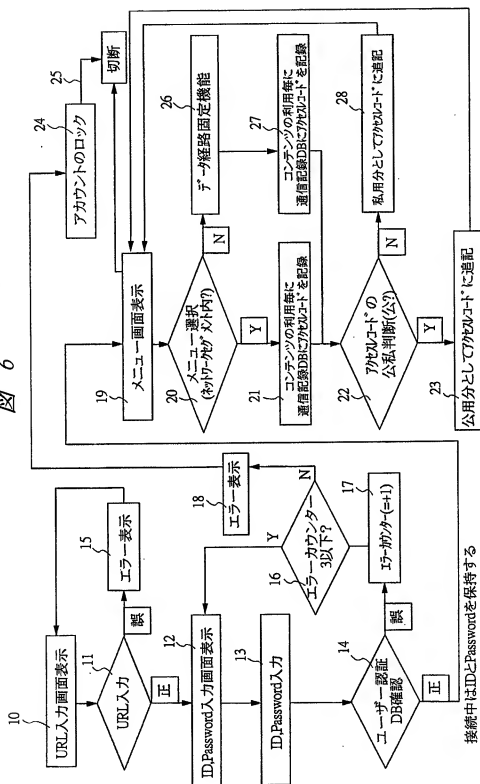 図 6
10
URL入力画面表示
11
URL入力
誤
15
エラー表示
正
12
ID,Password入力画面表示
13
ID,Password入力
14
ユーザー認証
DB確認
誤
正
17
エラーカウンター(=+1)
16
エラーカウンター
3以下?
Y
N
18
エラー表示
接続中はIDとPasswordを保持する
24
アカウントのロック
25
切断
19
メニュー画面表示
20
メニュー選択
(ネットワークセグメント内?)
N
Y
26
データ経路固定機能
21
コンテンツの利用毎に
通信記録DBにアクセスレコードを記録
27
コンテンツの利用毎に
通信記録DBにアクセスレコードを記録
22
アクセスレコードの
公私判断(公?)
N
Y
28
私用分としてアクセスレコードに追記
23
公用分としてアクセスレコードに追記